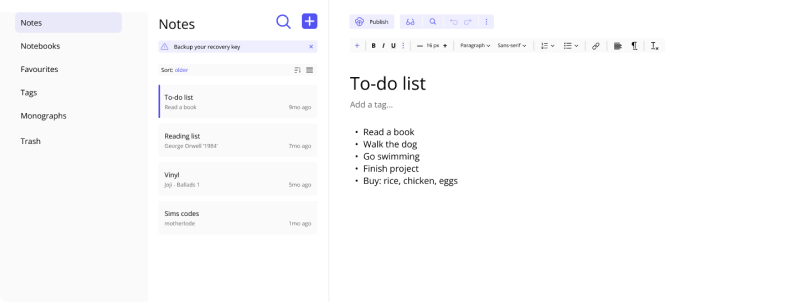 Notes
Notebooks
Favourites
Tags
Monographs
Trash
Notes
Backup your recovery key
Sort: older
To-do list
Read a book
9mo ago
Reading list
George Orwell '1984'
7mo ago
Vinyl
Joji - Ballads 1
5mo ago
Sims codes
motherlode
1mo ago
Publish
B I U
16 px
Paragraph
Sans-serif
To-do list
Add a tag...
• Read a book
• Walk the dog
• Go swimming
• Finish project
• Buy: rice, chicken, eggs